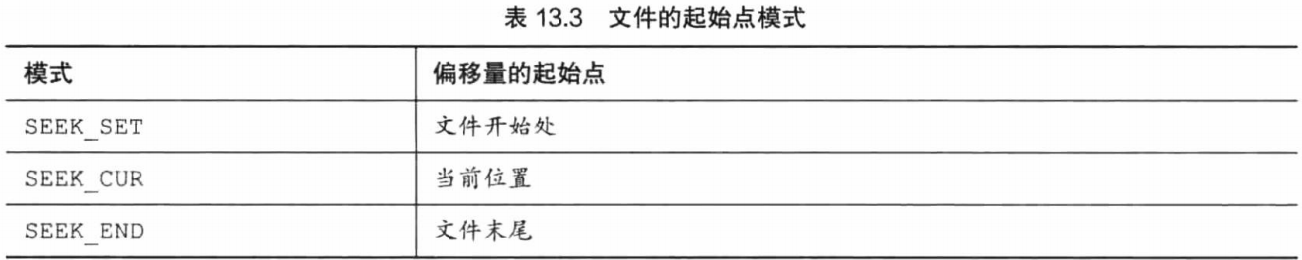 表 13.3 文件的起始点模式
模式 偏移量的起始点
SEEK_SET 文件开始处
SEEK_CUR 当前位置
SEEK_END 文件末尾